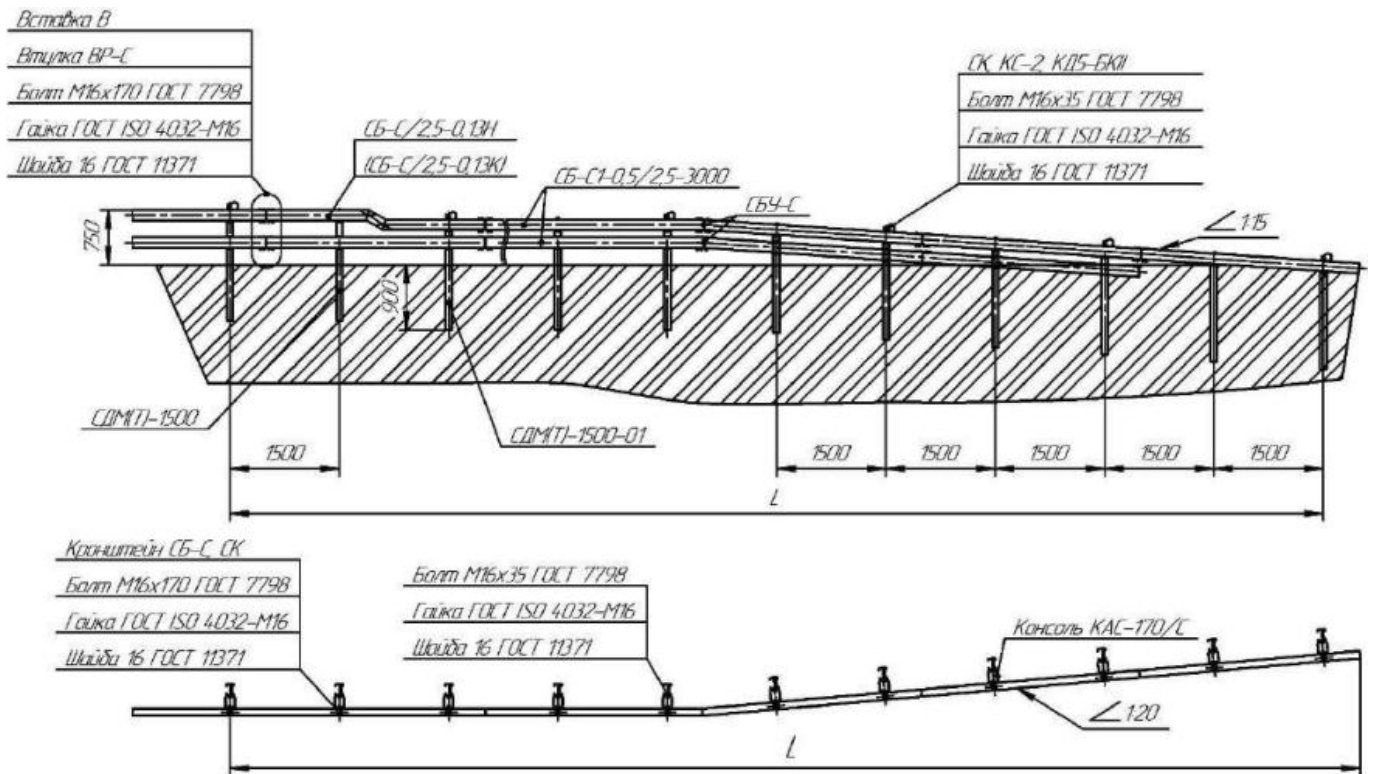 Вставка В
Втулка ВР-С
Болт М16х170 ГОСТ 7798
Гайка ГОСТ ISO 4032-М16
Шайба 16 ГОСТ 11371
СБ-С/2,5-0,13Н
(СБ-С/2,5-0,13К)
СБ-С1-0,5/2,5-3000
СБУ-С
СК, КС-2, КД5-БКII
Болт М16х35 ГОСТ 7798
Гайка ГОСТ ISO 4032-М16
Шайба 16 ГОСТ 11371
1:15
750
900
СДМ(Т)-1500
СДМ(Т)-1500-01
1500
1500
1500
1500
1500
1500
L
Кронштейн СБ-С, СК
Болт М16х170 ГОСТ 7798
Гайка ГОСТ ISO 4032-М16
Шайба 16 ГОСТ 11371
Болт М16х35 ГОСТ 7798
Гайка ГОСТ ISO 4032-М16
Шайба 16 ГОСТ 11371
Консоль КАС-170/С
1:20
L